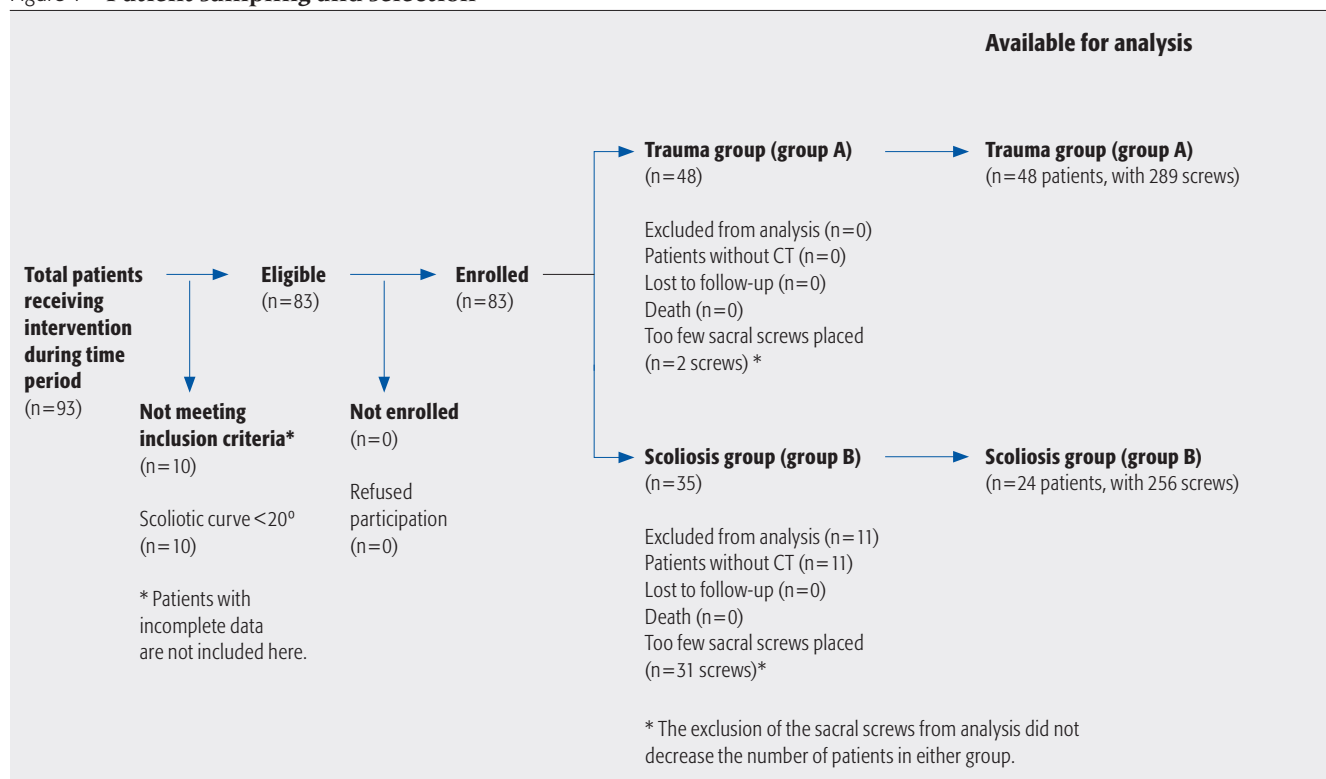 Available for analysis
Total patients
receiving
intervention
during time
period
(n=93)
Not meeting
inclusion criteria*
(n=10)
Scoliotic curve <20º
(n=10)
* Patients with
incomplete data
are not included here.
Eligible
(n=83)
Not enrolled
(n=0)
Refused
participation
(n=0)
Enrolled
(n=83)
Trauma group (group A)
(n=48)
Excluded from analysis (n=0)
Patients without CT (n=0)
Lost to follow-up (n=0)
Death (n=0)
Too few sacral screws placed
(n=2 screws) *
Trauma group (group A)
(n=48 patients, with 289 screws)
Scoliosis group (group B)
(n=35)
Excluded from analysis (n=11)
Patients without CT (n=11)
Lost to follow-up (n=0)
Death (n=0)
Too few sacral screws placed
(n=31 screws)*
* The exclusion of the sacral screws from analysis did not
decrease the number of patients in either group.
Scoliosis group (group B)
(n=24 patients, with 256 screws)